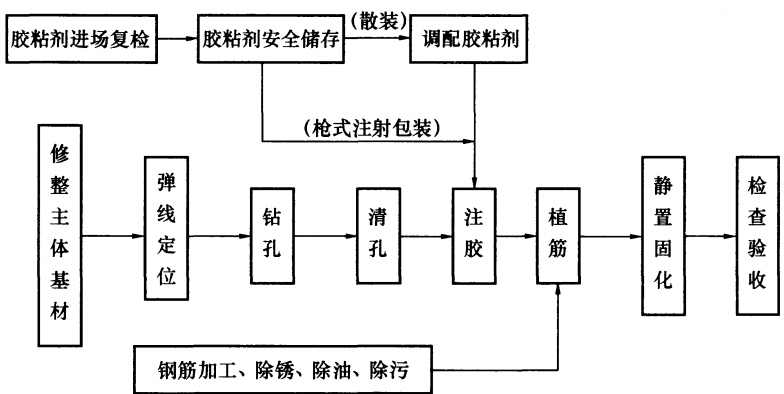 胶粘剂进场复检
胶粘剂安全储存
(散装)
调配胶粘剂
(枪式注射包装)
修整主体基材
弹线定位
钻孔
清孔
注胶
植筋
静置固化
检查验收
钢筋加工、除锈、除油、除污